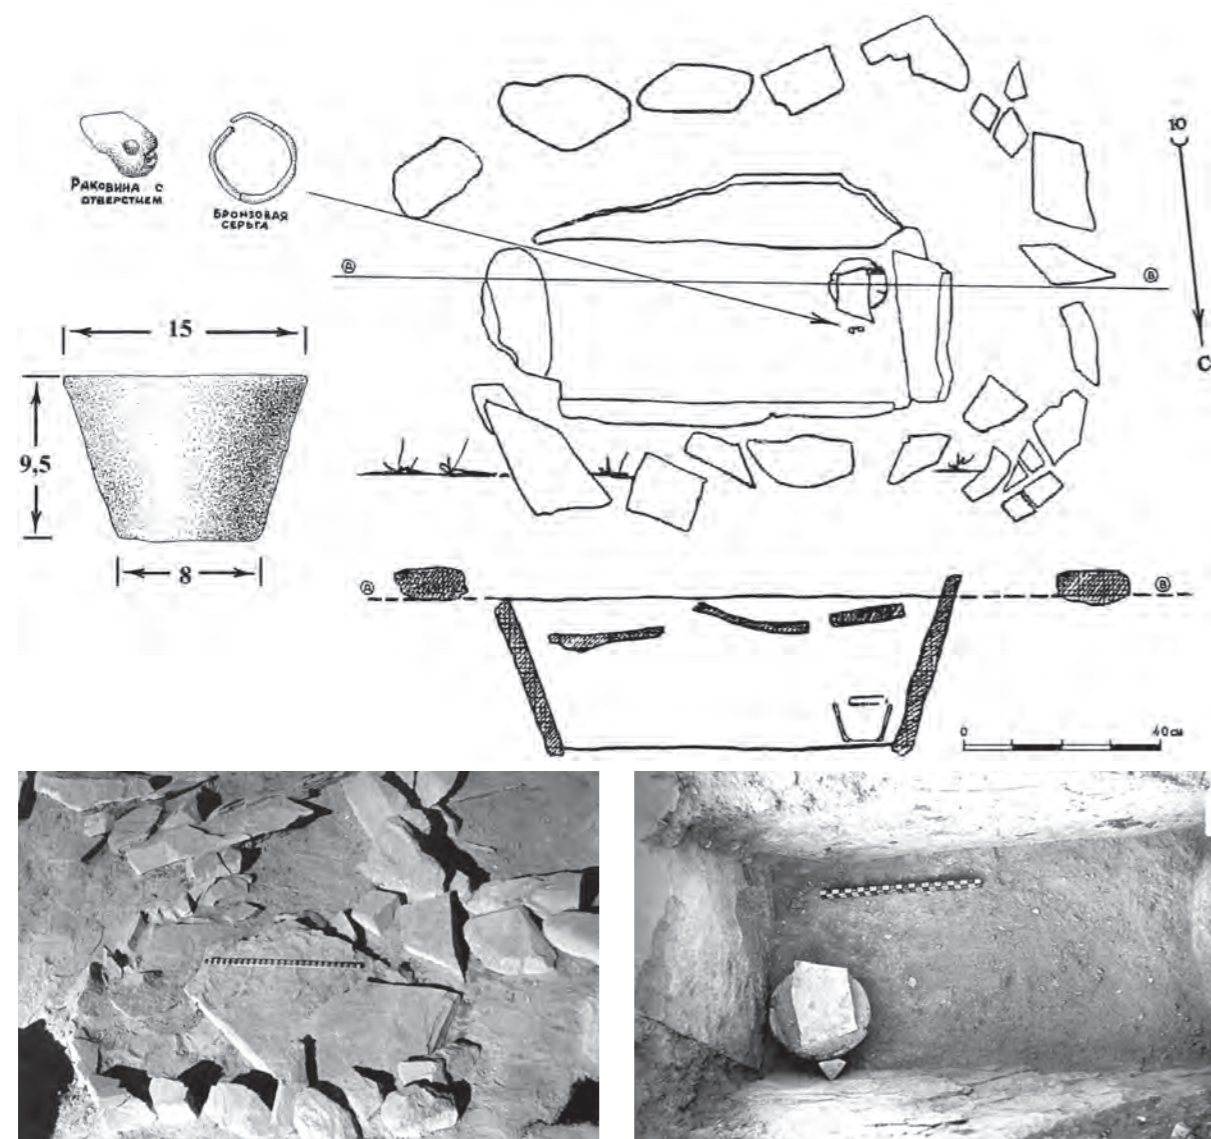 Ю
Раковина с
отверстием
Бронзовая
серьга
В
В
15
С
9,5
8
В
В
0
40 см